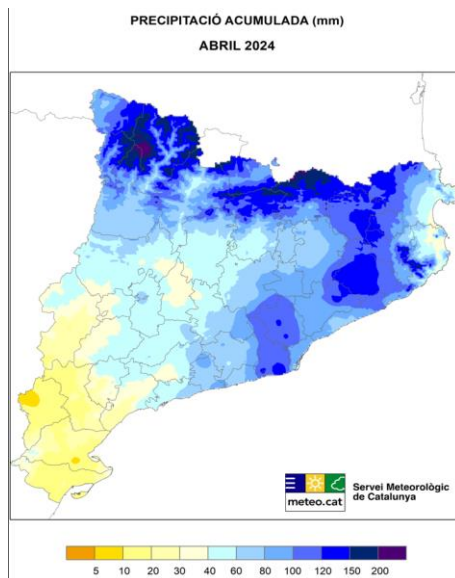 PRECIPITACIÓ ACUMULADA (mm)
ABRIL 2024
meteo.cat
Servei Meteorològic
de Catalunya
5 10 20 30 40 60 80 100 120 150 200